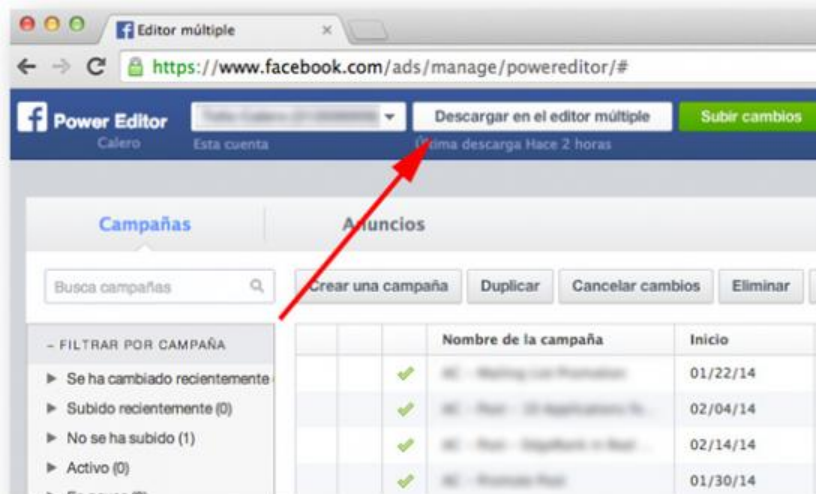 Editor múltiple
https://www.facebook.com/ads/manage/powereditor/#
Power Editor
Descargar en el editor múltiple
Subir cambios
Calero
Esta cuenta
Última descarga Hace 2 horas
Campañas
Anuncios
Busca campañas
Crear una campaña
Duplicar
Cancelar cambios
Eliminar
– FILTRAR POR CAMPAÑA
Nombre de la campaña
Inicio
Se ha cambiado recientemente
01/22/14
Subido recientemente (0)
02/04/14
No se ha subido (1)
02/14/14
Activo (0)
01/30/14